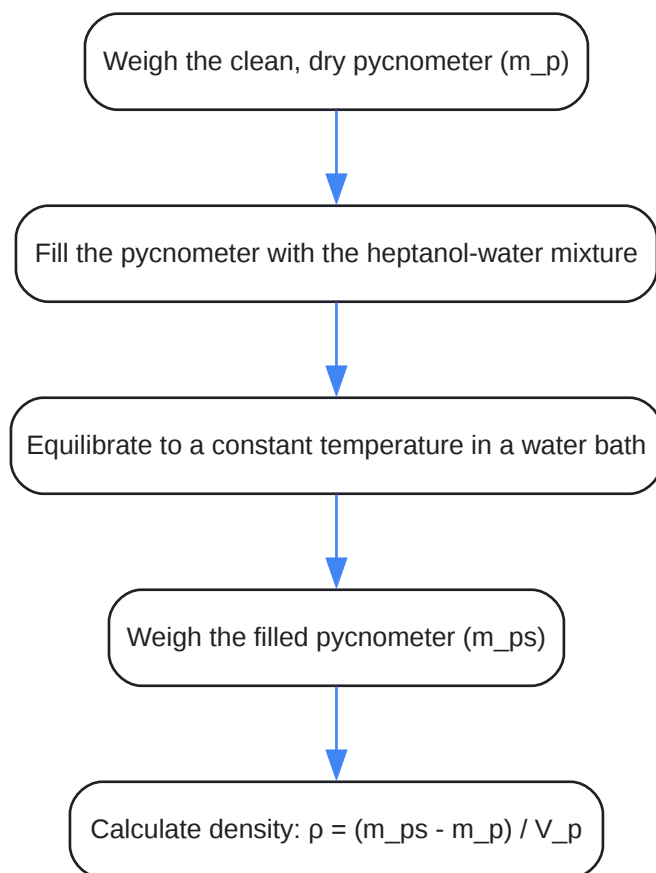 Weigh the clean, dry pycnometer (m_p)
Fill the pycnometer with the heptanol-water mixture
Equilibrate to a constant temperature in a water bath
Weigh the filled pycnometer (m_ps)
Calculate density: ρ = (m_ps - m_p) / V_p